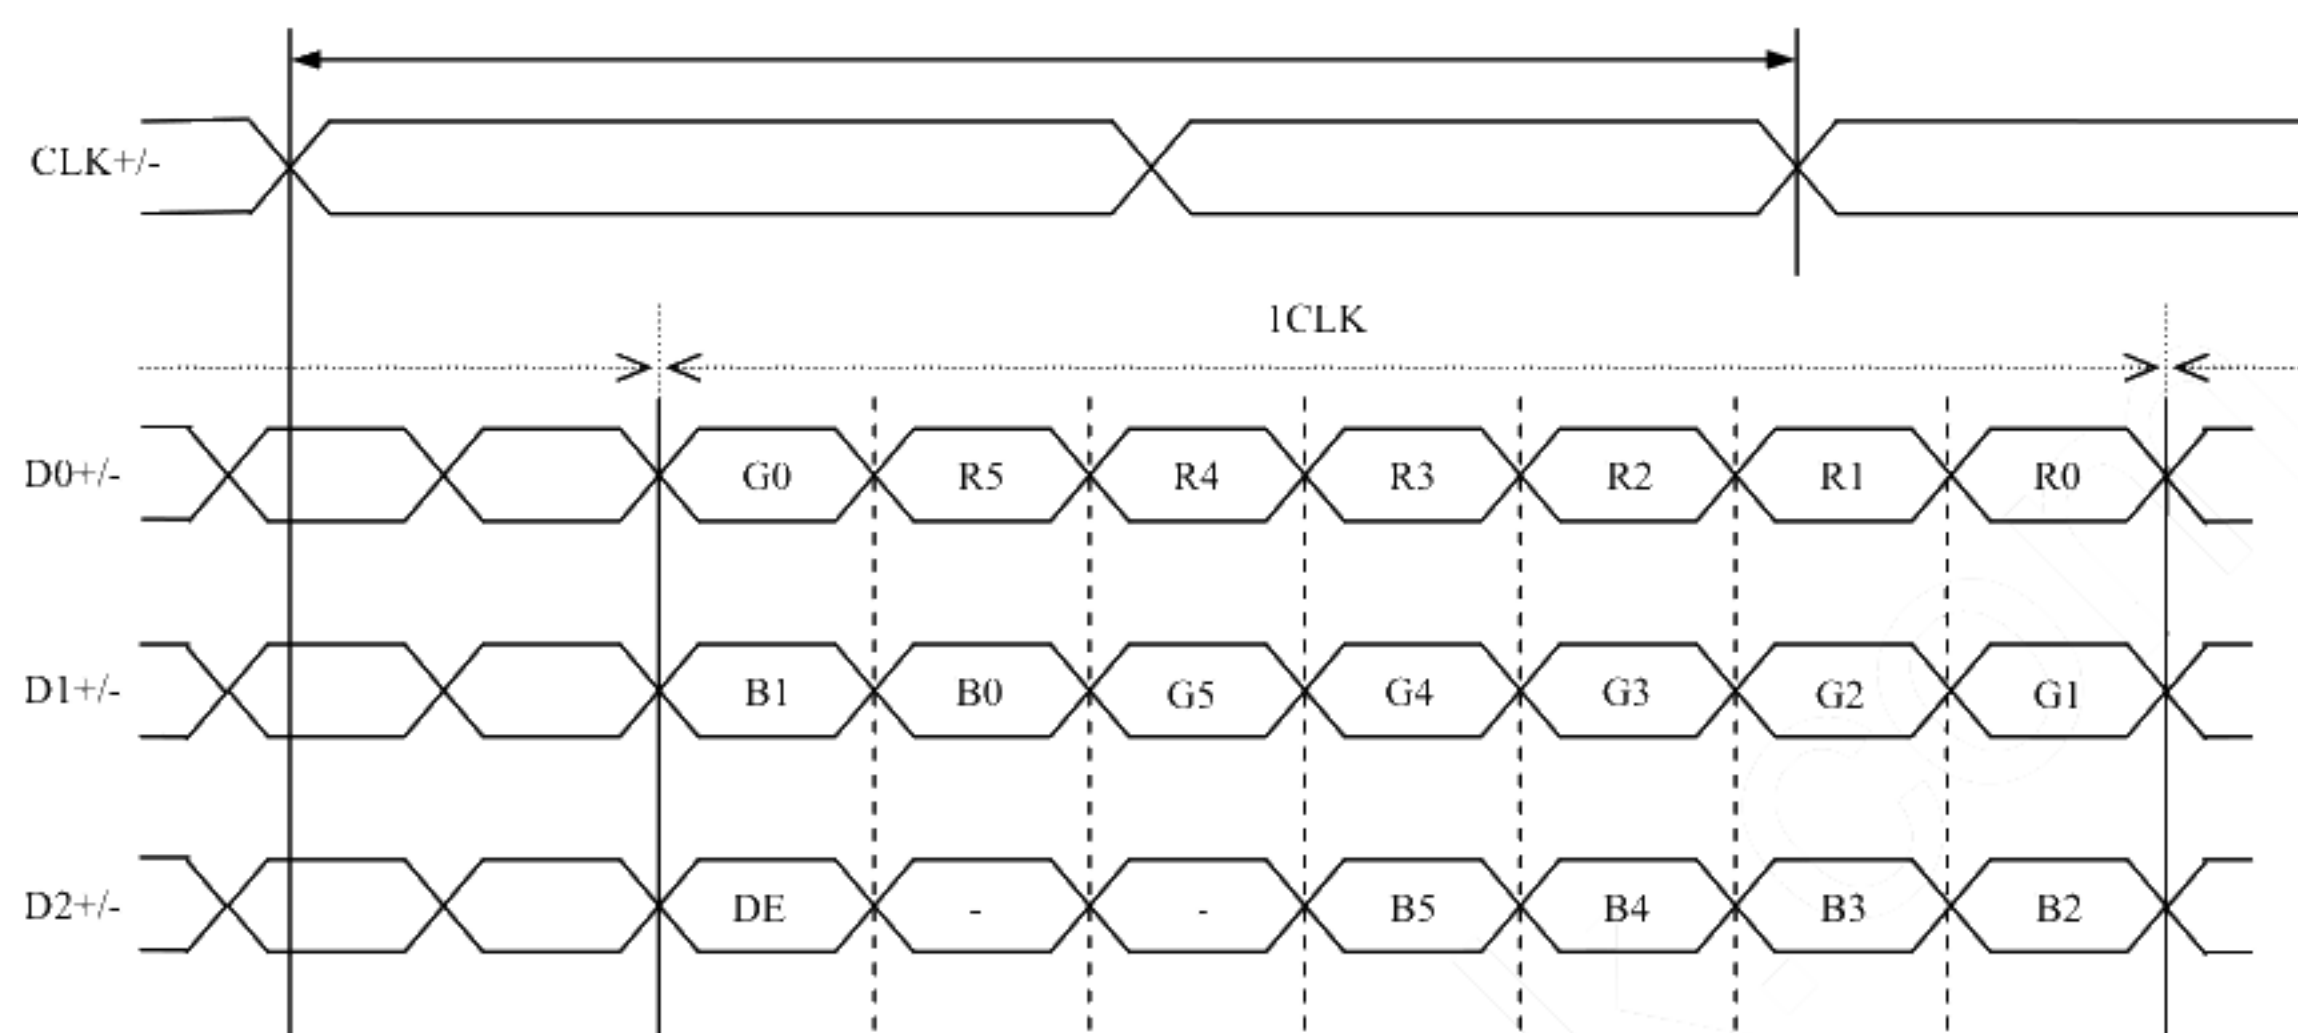 CLK+/-
1CLK
D0+/- G0 R5 R4 R3 R2 R1 R0
D1+/- B1 B0 G5 G4 G3 G2 G1
D2+/- DE - - B5 B4 B3 B2